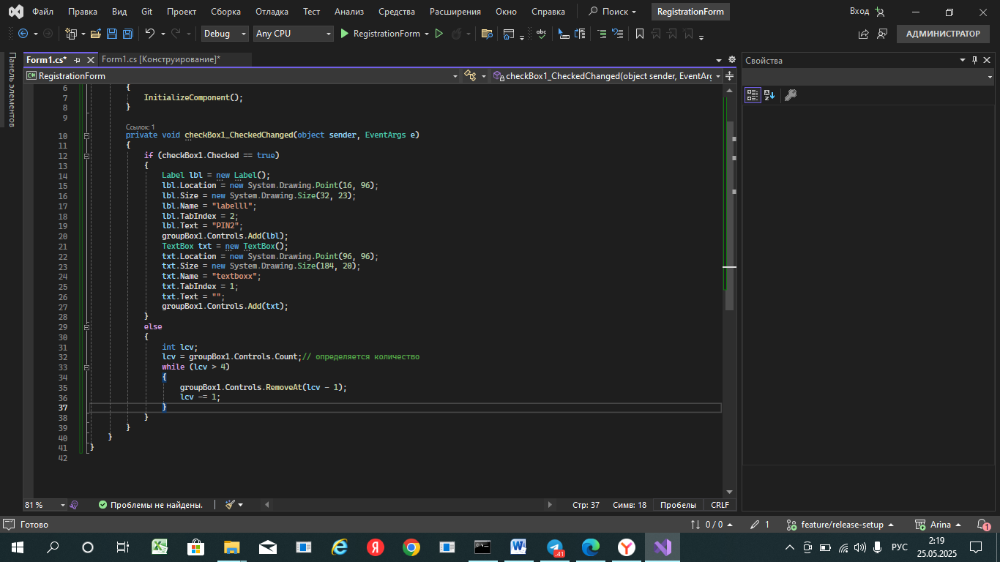 Файл Правка Вид Git Проект Сборка Отладка Тест Анализ Средства Расширения Окно Справка Поиск RegistrationForm Вход
Debug Any CPU RegistrationForm АДМИНИСТРАТОР
Панель элементов
Form1.cs* Form1.cs [Конструирование]* Свойства
C# RegistrationForm checkBox1_CheckedChanged(object sender, EventArg
6 {
7 InitializeComponent();
8 }
9
Ссылок: 1
10 private void checkBox1_CheckedChanged(object sender, EventArgs e)
11 {
12 if (checkBox1.Checked == true)
13 {
14 Label lbl = new Label();
15 lbl.Location = new System.Drawing.Point(16, 96);
16 lbl.Size = new System.Drawing.Size(32, 23);
17 lbl.Name = "labelll";
18 lbl.TabIndex = 2;
19 lbl.Text = "PIN2";
20 groupBox1.Controls.Add(lbl);
21 TextBox txt = new TextBox();
22 txt.Location = new System.Drawing.Point(96, 96);
23 txt.Size = new System.Drawing.Size(184, 20);
24 txt.Name = "textboxx";
25 txt.TabIndex = 1;
26 txt.Text = "";
27 groupBox1.Controls.Add(txt);
28 }
29 else
30 {
31 int lcv;
32 lcv = groupBox1.Controls.Count;// определяется количество
33 while (lcv > 4)
34 {
35 groupBox1.Controls.RemoveAt(lcv - 1);
36 lcv -= 1;
37 }
38 }
39 }
40 }
41 }
42
81 % Проблемы не найдены. Стр: 37 Симв: 18 Пробелы CRLF
Готово 0 / 0 1 feature/release-setup Arina 1
41 РУС 2:19
25.05.2025